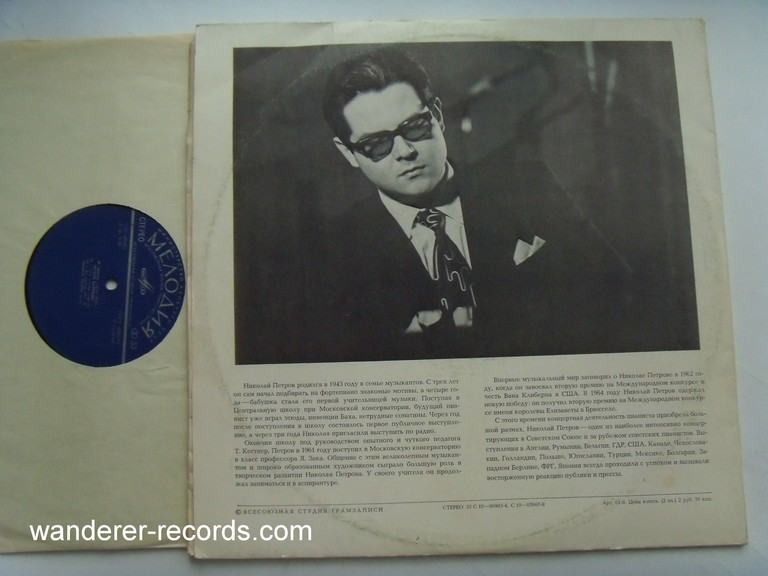 МЕЛОДИЯ
СТЕРЕО
Николай Петров родился в 1943 году в семье музыкантов. С трех лет
он сам начал подбирать на фортепиано знакомые мотивы, в четыре го-
да—бабушка стала его первой учительницей музыки. Поступая в
Центральную школу при Московской консерватории, будущий пиа-
нист уже играл этюды, инвенции Баха, нетрудные сонатины. Через год
после поступления в школу состоялось первое публичное выступле-
ние, а через три года Николая пригласили выступить по радио.
Окончив школу под руководством опытного и чуткого педагога
Т. Кестнер, Петров в 1961 году поступил в Московскую консерваторию
в класс профессора Я. Зака. Общение с этим великолепным музыкан-
том и широко образованным художником сыграло большую роль в
творческом развитии Николая Петрова. У своего учителя он продол-
жал заниматься и в аспирантуре.
Впервые музыкальный мир заговорил о Николае Петрове в 1962 го-
ду, когда он завоевал вторую премию на Международном конкурсе в
честь Вана Клиберна в США. В 1964 году Николай Петров одержал
новую победу: он получил вторую премию на Международном конкур-
се имени королевы Елизаветы в Брюсселе.
С этого времени концертная деятельность пианиста приобрела боль-
шой размах. Николай Петров — один из наиболее интенсивно концер-
тирующих в Советском Союзе и за рубежом советских пианистов. Вы-
ступления в Англии, Румынии, Бельгии, ГДР, США, Канаде, Чехослова-
кии, Голландии, Польше, Югославии, Турции, Мексике, Болгарии, За-
падном Берлине, ФРГ, Японии всегда проходили с успехом и вызывали
восторженную реакцию публики и прессы.
© ВСЕСОЮЗНАЯ СТУДИЯ ГРАМЗАПИСИ
СТЕРЕО 33 С 10
wanderer-records.com